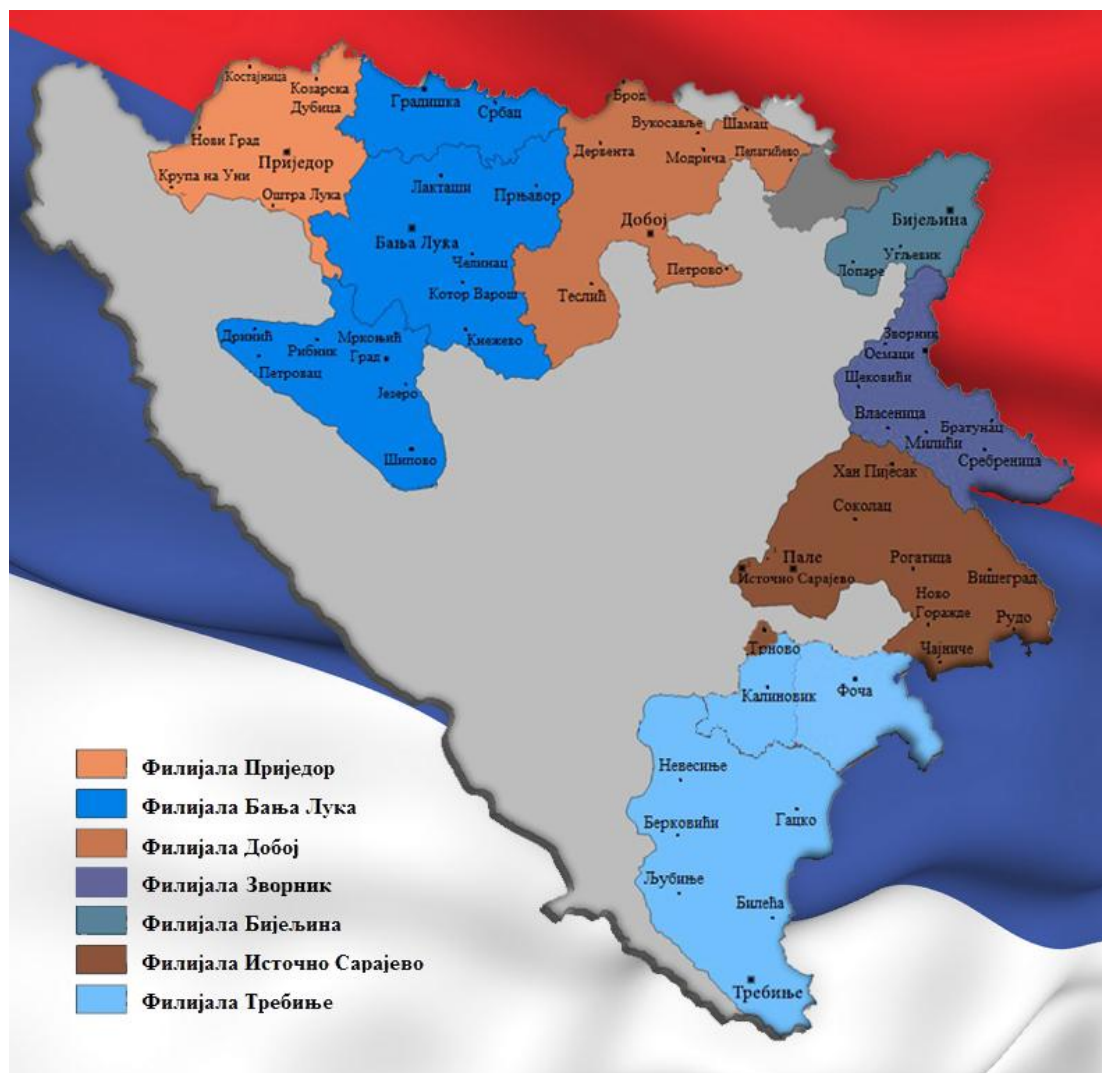 Костајница
Козарска
Дубица
Нови Град
Приједор
Крупа на Уни
Оштра Лука
Градишка
Србац
Лакташи
Прњавор
Бања Лука
Челинац
Котор Варош
Кнежево
Дринић
Петровац
Рибник
Мркоњић
Град
Језеро
Шипово
Брод
Вукосавље
Шамац
Дервента
Модрича
Пелагићево
Добој
Петрово
Теслић
Бијељина
Угљевик
Лопаре
Зворник
Осмаци
Шековићи
Власеница
Братунац
Милићи
Сребреница
Хан Пијесак
Соколац
Пале
Источно Сарајево
Рогатица
Вишеград
Ново
Горажде
Рудо
Чајниче
Трново
Калиновик
Фоча
Невесиње
Гацко
Берковићи
Љубиње
Билећа
Требиње
Филијала Приједор
Филијала Бања Лука
Филијала Добој
Филијала Зворник
Филијала Бијељина
Филијала Источно Сарајево
Филијала Требиње